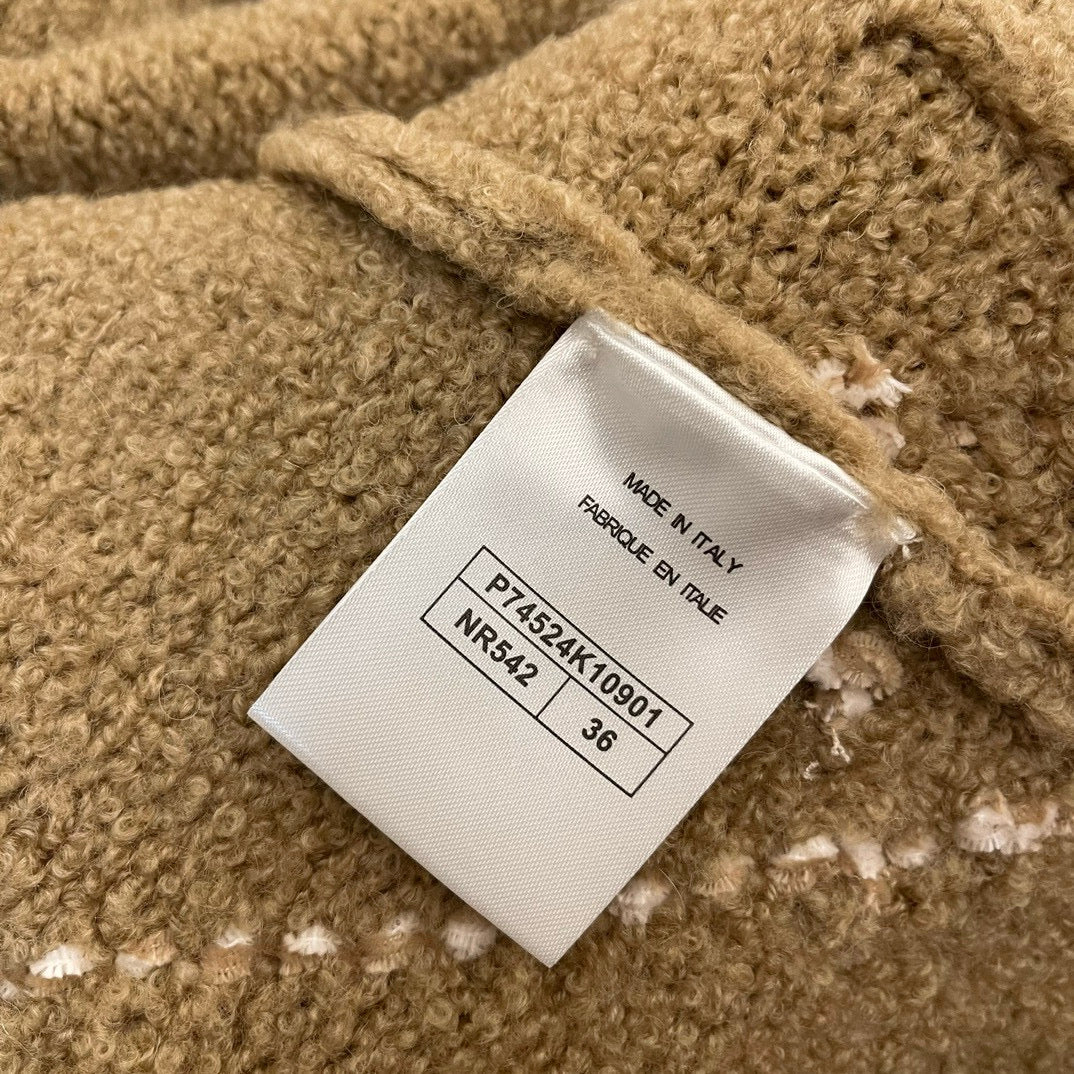 MADE IN ITALY
FABRIQUE EN ITALIE
P74524K10901
NR542 36